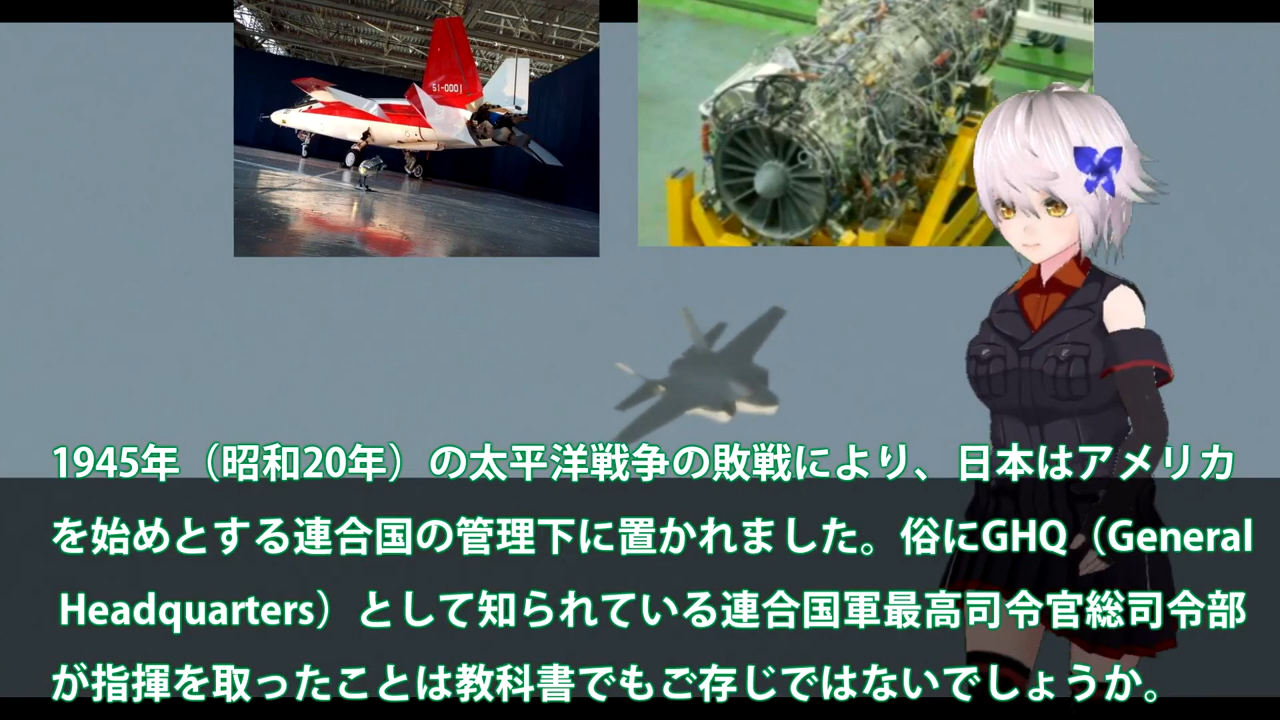 51-0001
1945年（昭和20年）の太平洋戦争の敗戦により、日本はアメリカ
を始めとする連合国の管理下に置かれました。俗にGHQ（General
Headquarters）として知られている連合国軍最高司令官総司令部
が指揮を取ったことは教科書でもご存じではないでしょうか。